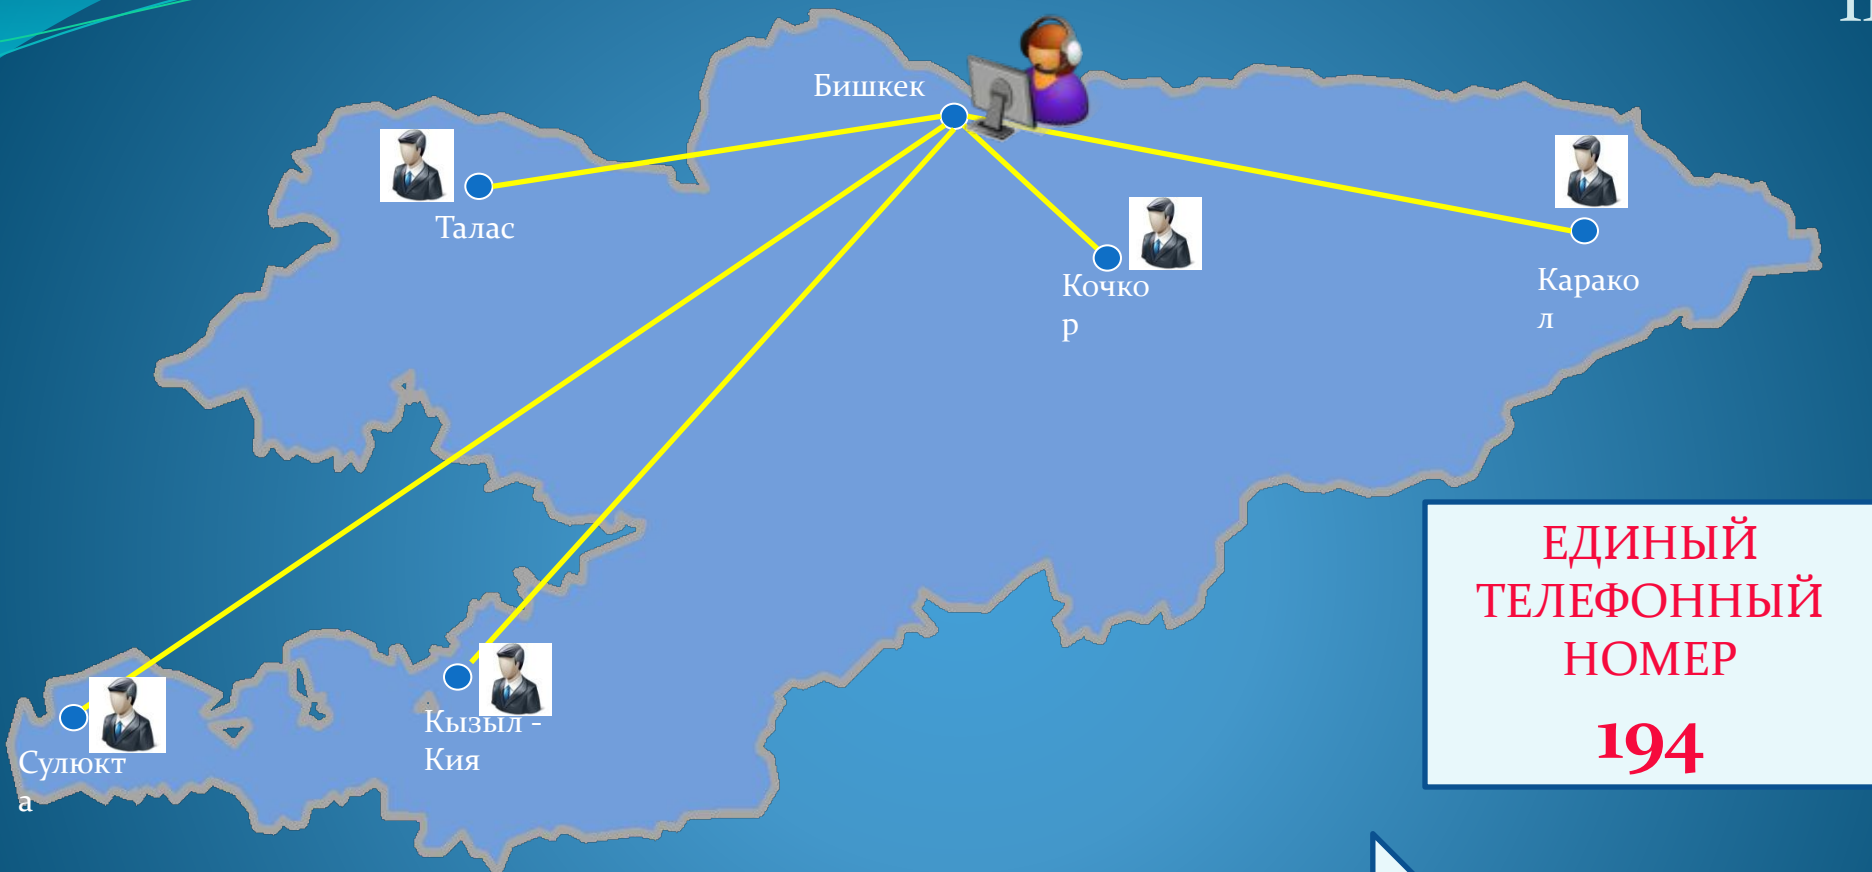 Бишкек
Талас
Кочко
р
Карако
л
ЕДИНЫЙ
ТЕЛЕФОННЫЙ
НОМЕР
194
Кызыл -
Кия
Сулюкт
а